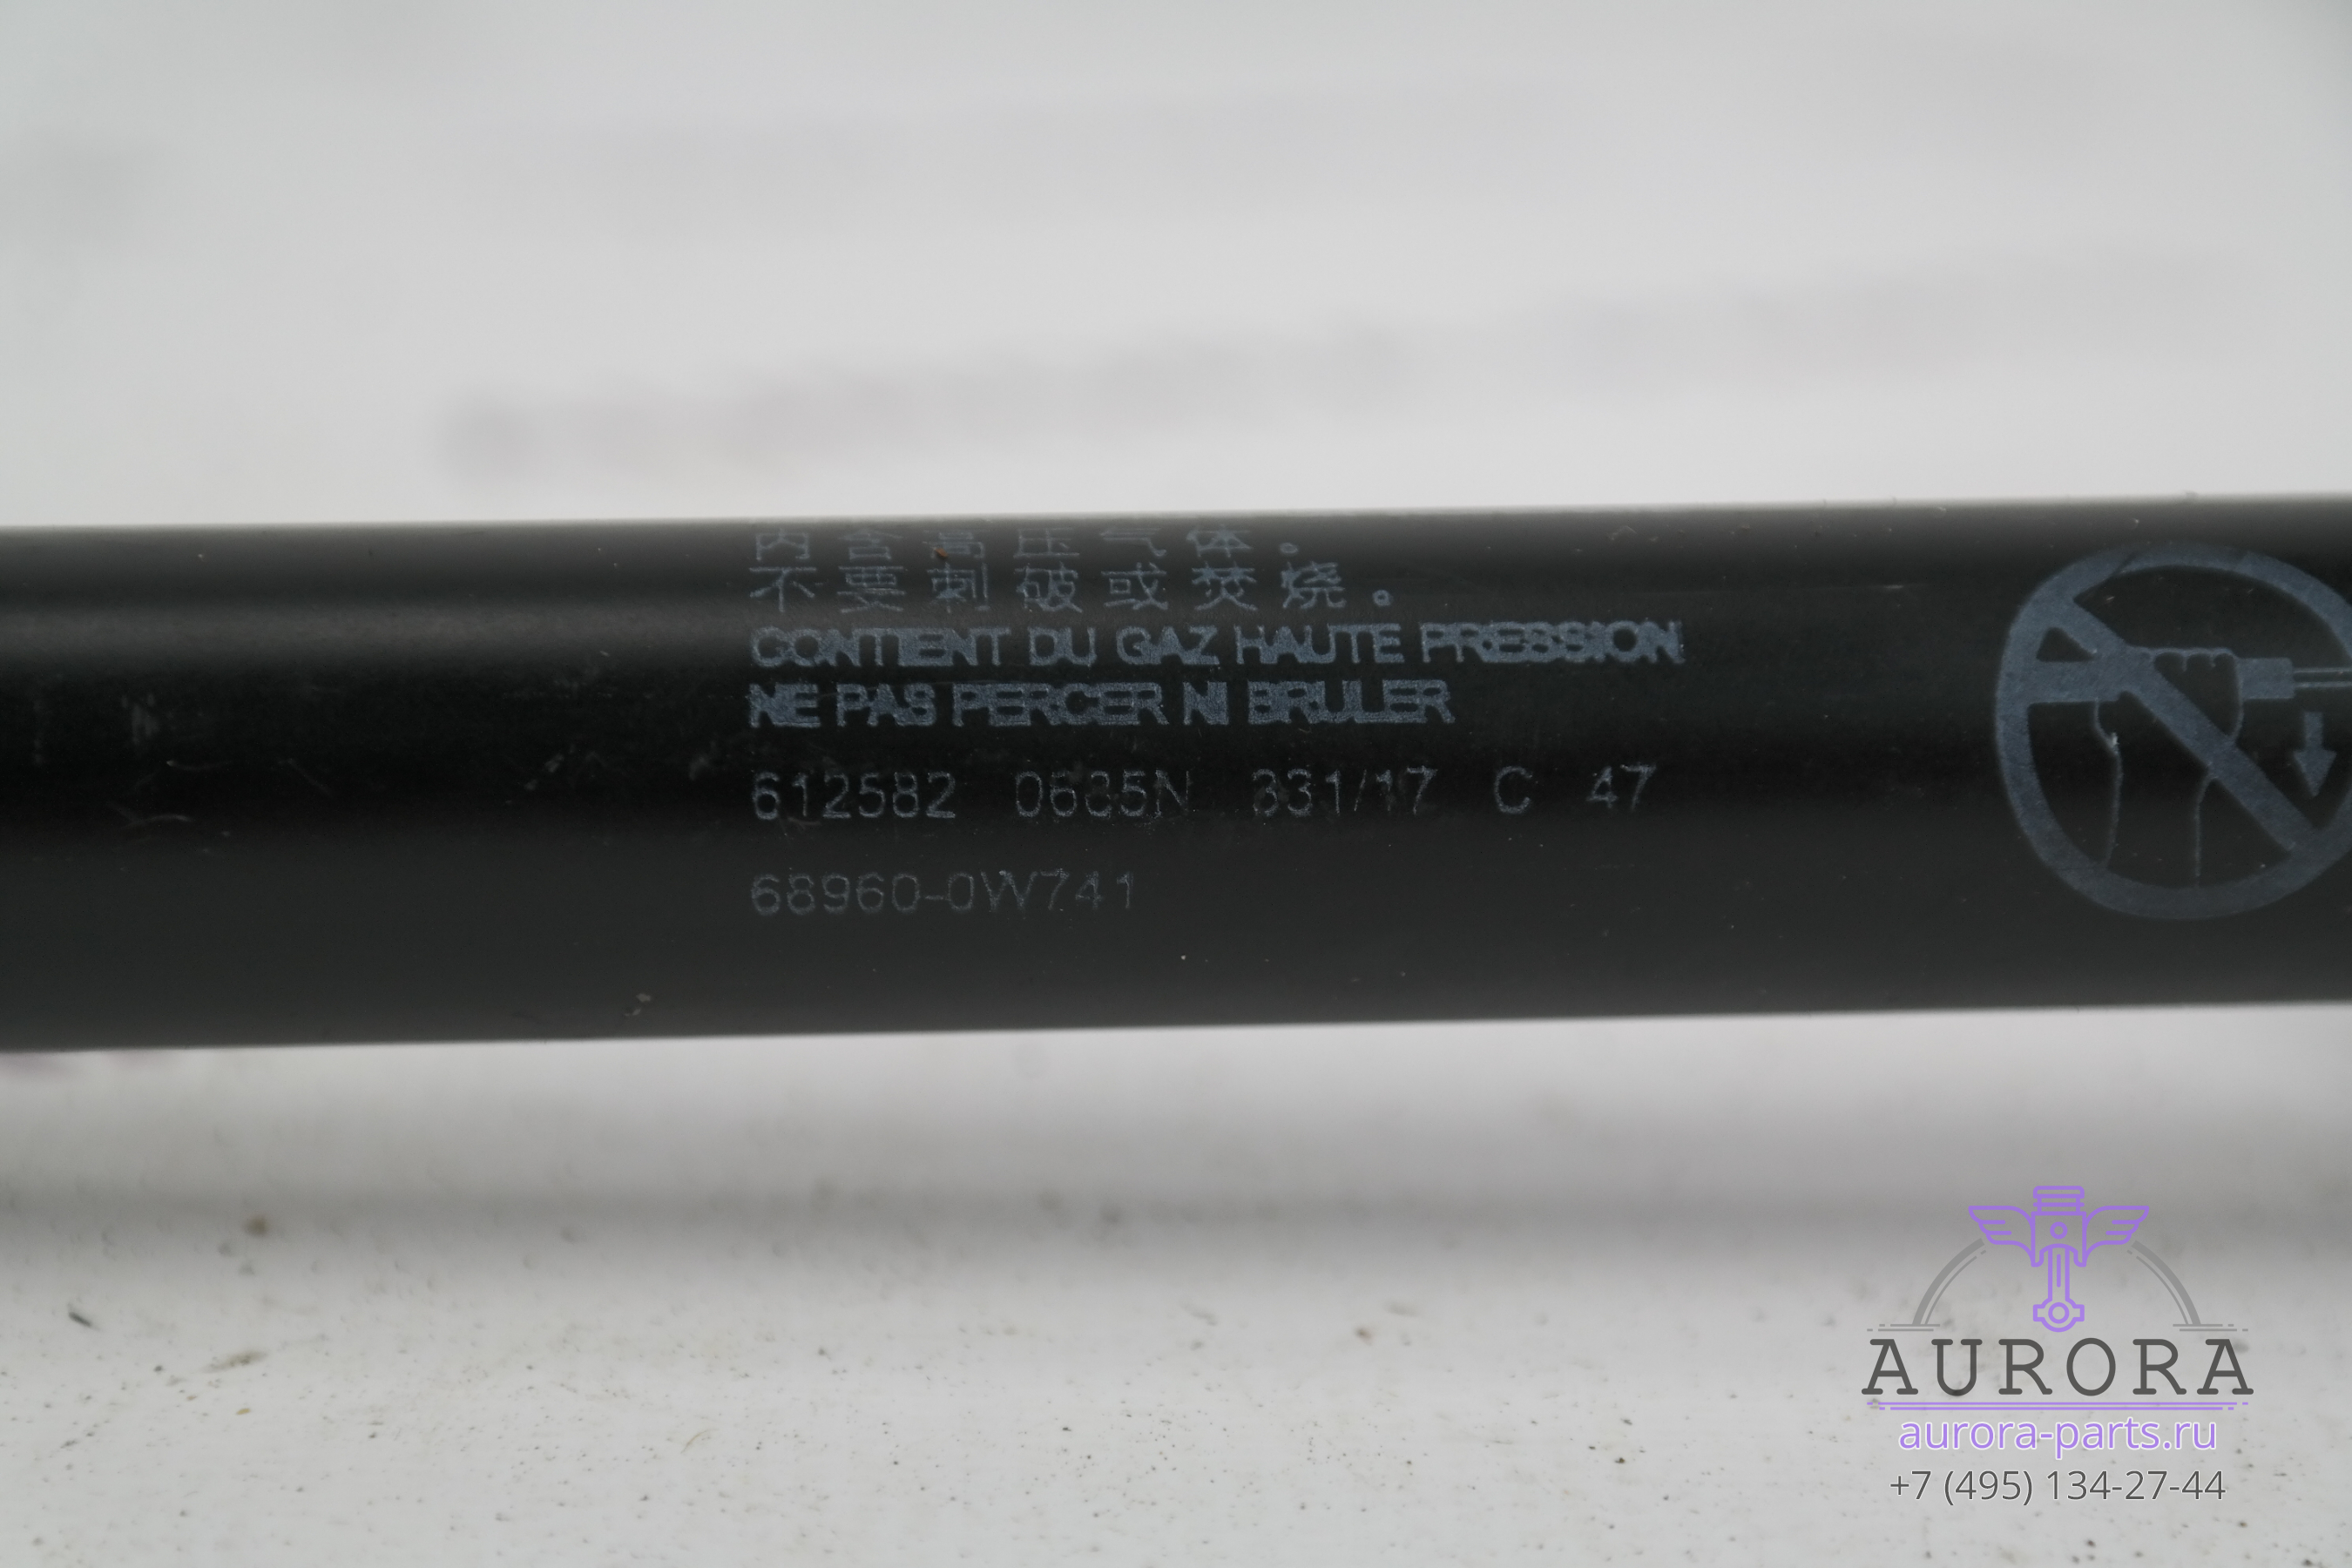 内含高压气体。
不要刺破或焚烧。
CONTIENT DU GAZ HAUTE PRESSION
NE PAS PERCER NI BRULER
612582 331/17 C 47
68960-0W741
AURORA
aurora-parts.ru
+7 (495) 134-27-44